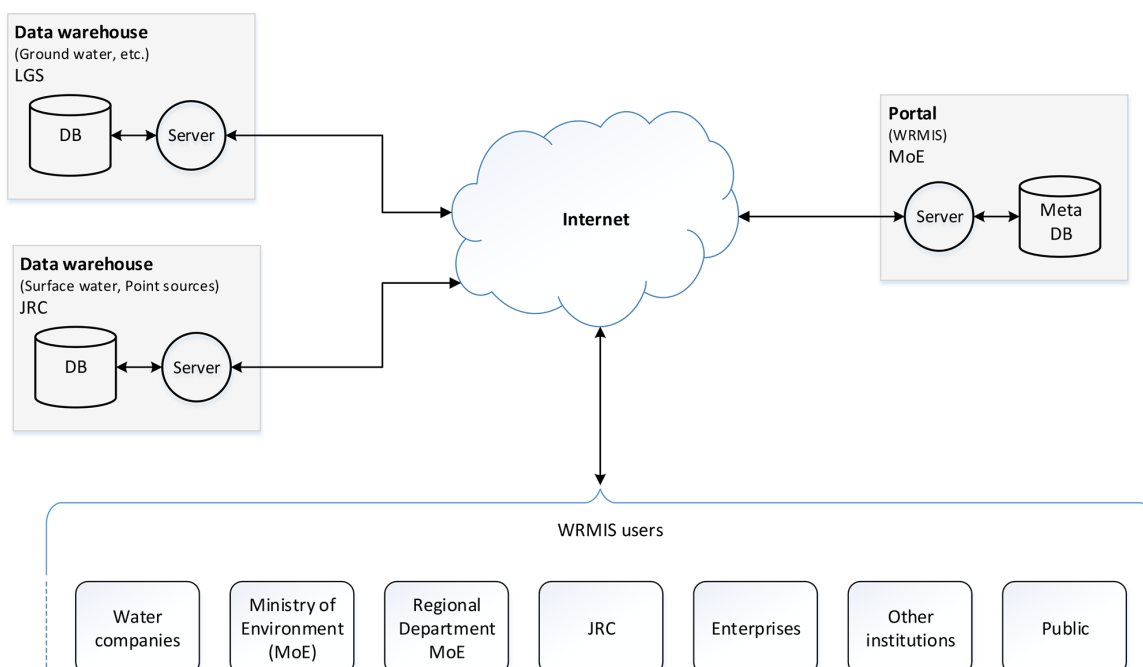 Data warehouse
(Ground water, etc.)
LGS
DB
Server
Data warehouse
(Surface water, Point sources)
JRC
DB
Server
Internet
Portal
(WRMIS)
MoE
Server
Meta
DB
WRMIS users
Water
companies
Ministry of
Environment
(MoE)
Regional
Department
MoE
JRC
Enterprises
Other
institutions
Public